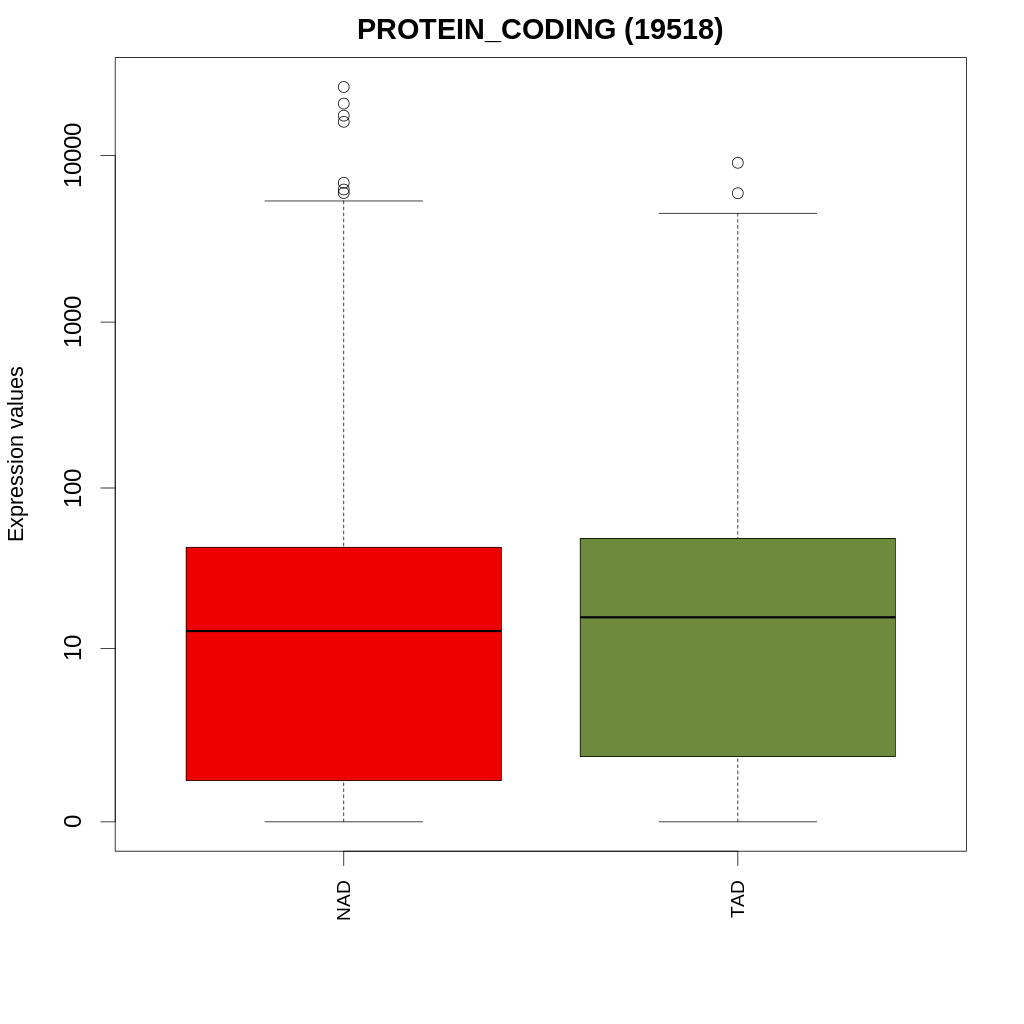 PROTEIN_CODING (19518)
Expression values
10000
1000
100
10
0
NAD
TAD